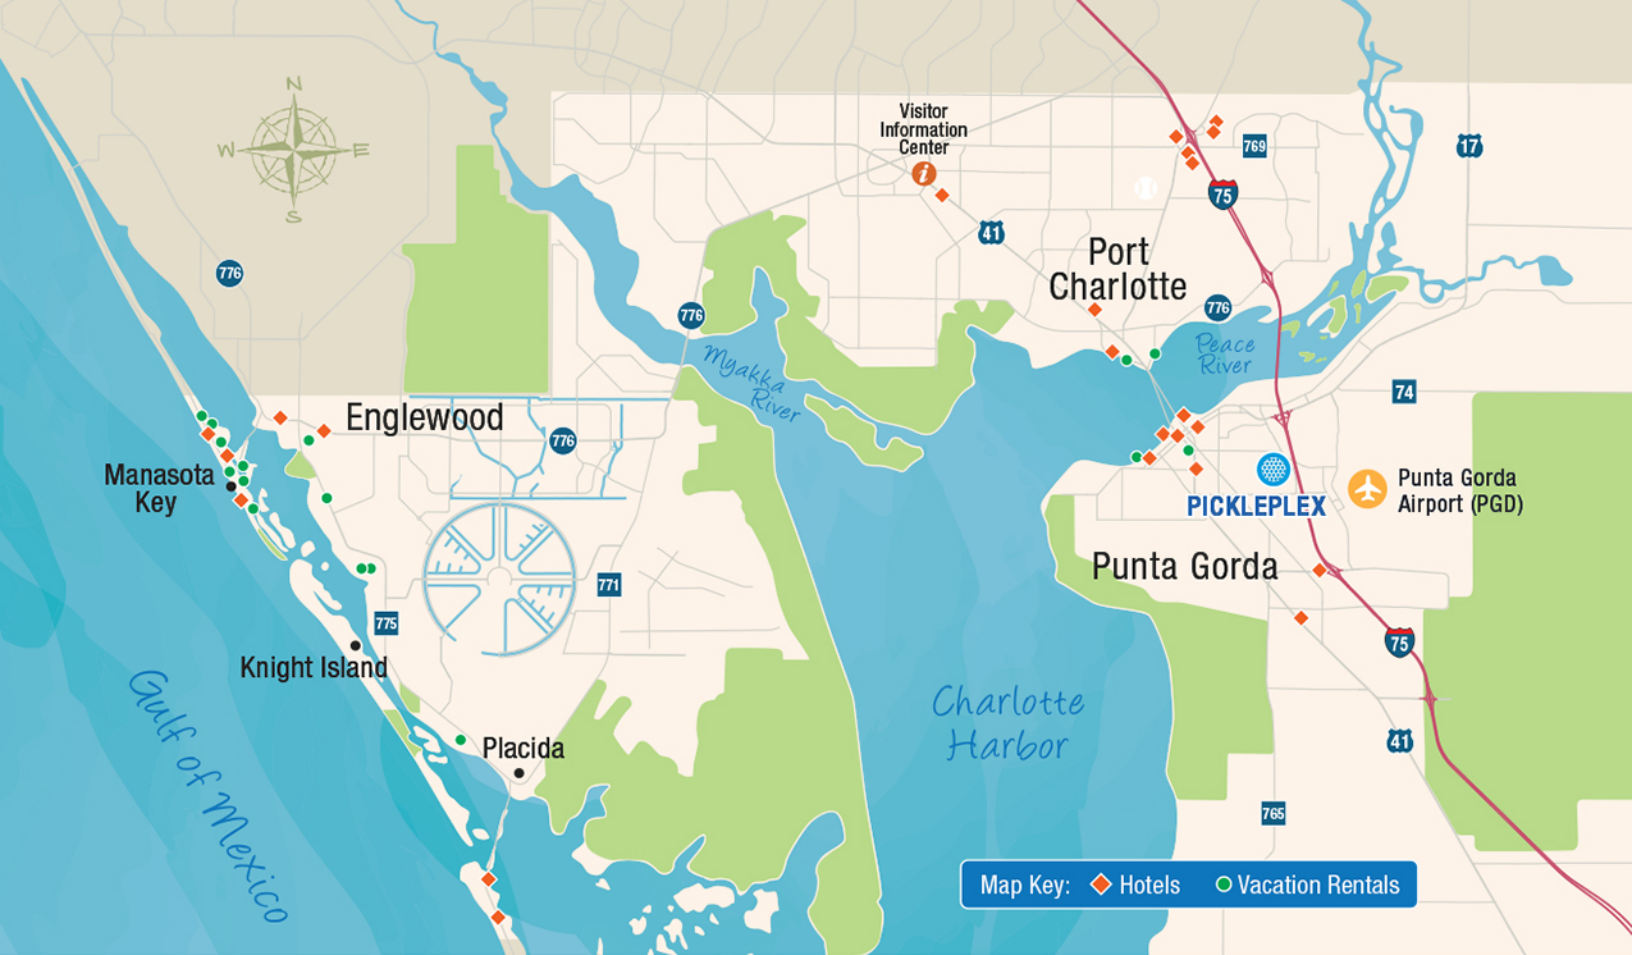 N
W
E
S
Visitor
Information
Center
i
769
17
75
41
Port
Charlotte
776
776
776
Peace
River
Myakka
River
74
Englewood
776
Manasota
Key
PICKLEPLEX
Punta Gorda
Airport (PGD)
Punta Gorda
771
775
75
Knight Island
Gulf of Mexico
Charlotte
Harbor
Placida
41
765
Map Key:
Hotels
Vacation Rentals